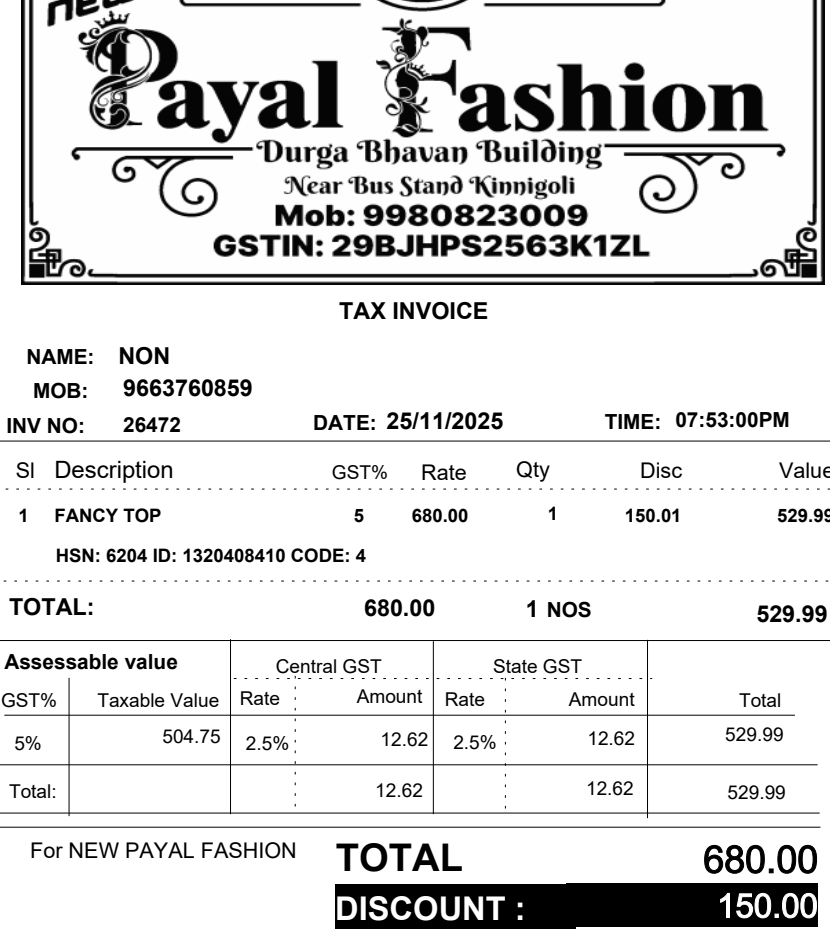 new
Payal Fashion
Durga Bhavan Building
Near Bus Stand Kinnigoli
Mob: 9980823009
GSTIN: 29BJHPS2563K1ZL
TAX INVOICE
NAME: NON
MOB: 9663760859
INV NO: 26472 DATE: 25/11/2025 TIME: 07:53:00PM
Sl Description GST% Rate Qty Disc Value
1 FANCY TOP 5 680.00 1 150.01 529.99
HSN: 6204 ID: 1320408410 CODE: 4
TOTAL: 680.00 1 NOS 529.99
Assessable value Central GST State GST
GST% Taxable Value Rate Amount Rate Amount Total
5% 504.75 2.5% 12.62 2.5% 12.62 529.99
Total: 12.62 12.62 529.99
For NEW PAYAL FASHION TOTAL 680.00
DISCOUNT : 150.00